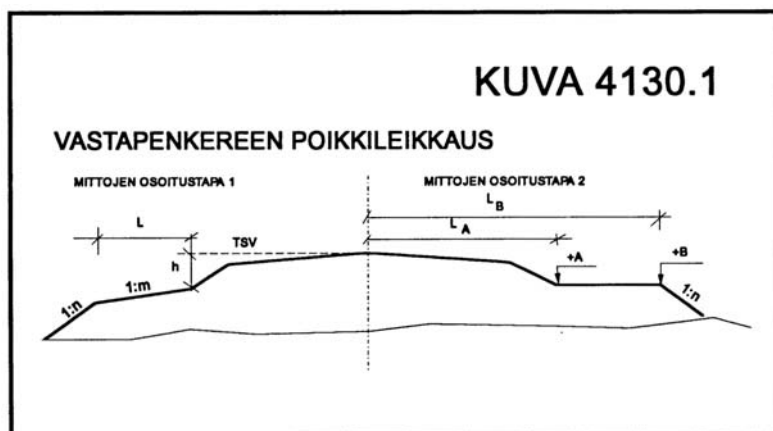 KUVA 4130.1
VASTAPENKEREEN POIKKILEIKKAUS
MITTOJEN OSOITUSTAPA 1
MITTOJEN OSOITUSTAPA 2
L
L B
L A
TSV
h
+A
+B
1:m
1:n
1:n